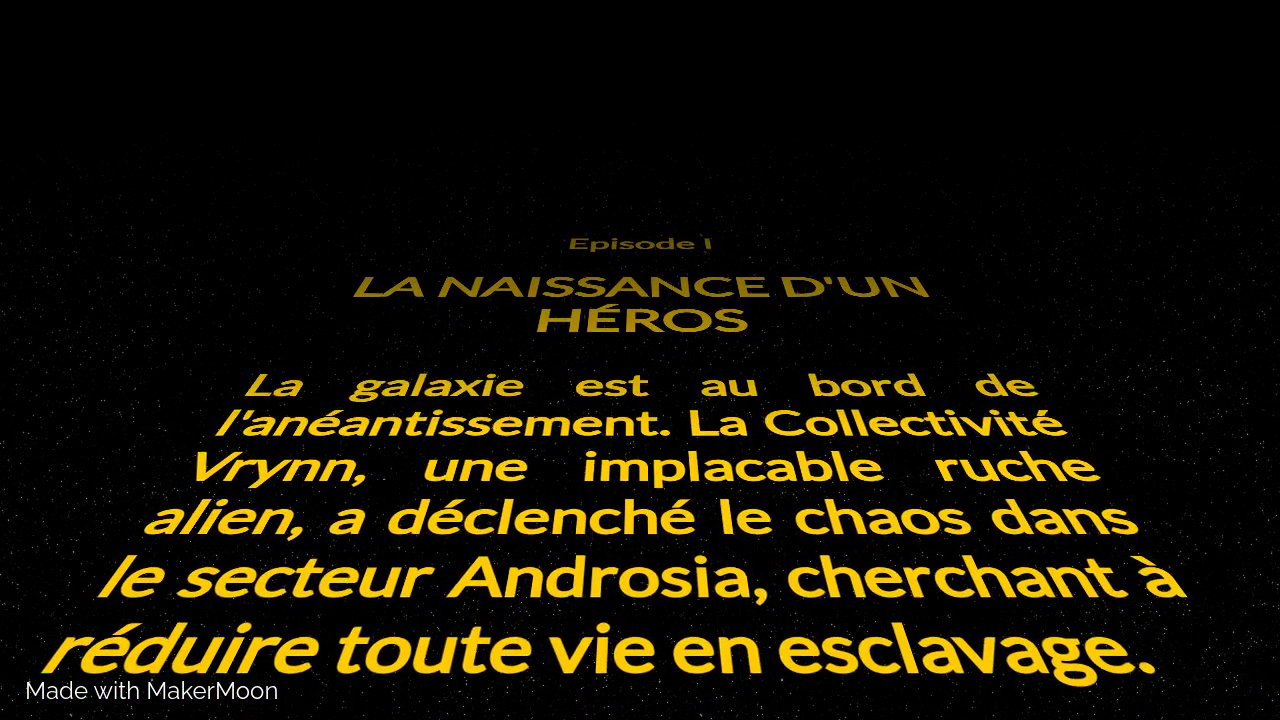 Episode I
LA NAISSANCE D'UN
HÉROS
La galaxie est au bord de
l'anéantissement. La Collectivité
Vrynn, une implacable ruche
alien, a déclenché le chaos dans
le secteur Androsia, cherchant à
réduire toute vie en esclavage.
Made with MakerMoon